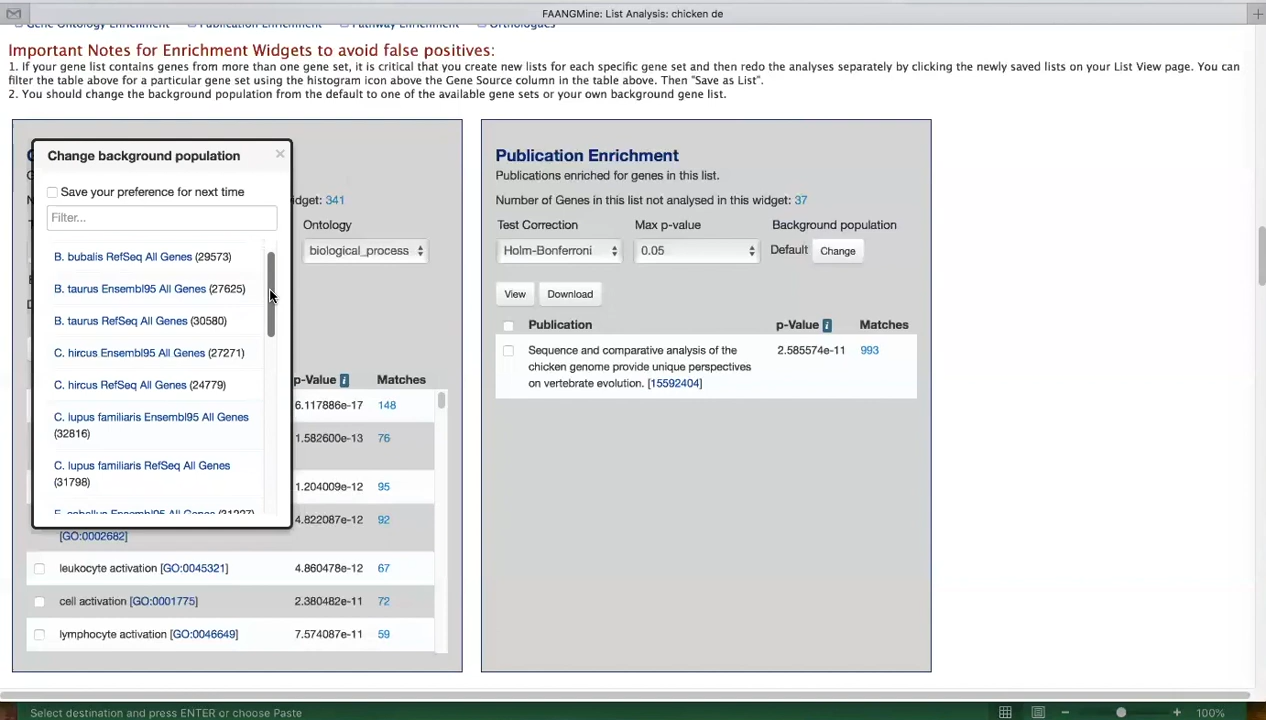 FAANGMine: List Analysis: chicken de
Gene Ontology Enrichment Publication Enrichment Pathway Enrichment Orthologues
Important Notes for Enrichment Widgets to avoid false positives:
1. If your gene list contains genes from more than one gene set, it is critical that you create new lists for each specific gene set and then redo the analyses separately by clicking the newly saved lists on your List View page. You can
filter the table above for a particular gene set using the histogram icon above the Gene Source column in the table above. Then "Save as List".
2. You should change the background population from the default to one of the available gene sets or your own background gene list.
Change background population ×
Save your preference for next time
Filter...
B. bubalis RefSeq All Genes (29573)
B. taurus Ensembl95 All Genes (27625)
B. taurus RefSeq All Genes (30580)
C. hircus Ensembl95 All Genes (27271)
C. hircus RefSeq All Genes (24779)
C. lupus familiaris Ensembl95 All Genes
(32816)
C. lupus familiaris RefSeq All Genes
(31798)
E. caballus Ensembl95 All Genes (31227)
idget: 341
Ontology
biological_process
p-Value i Matches
6.117886e-17 148
1.582600e-13 76
1.204009e-12 95
4.822087e-12 92
[GO:0002682]
leukocyte activation [GO:0045321] 4.860478e-12 67
cell activation [GO:0001775] 2.380482e-11 72
lymphocyte activation [GO:0046649] 7.574087e-11 59
Publication Enrichment
Publications enriched for genes in this list.
Number of Genes in this list not analysed in this widget: 37
Test Correction Max p-value Background population
Holm-Bonferroni 0.05 Default Change
View Download
Publication p-Value i Matches
Sequence and comparative analysis of the 2.585574e-11 993
chicken genome provide unique perspectives
on vertebrate evolution. [15592404]
Select destination and press ENTER or choose Paste 100%